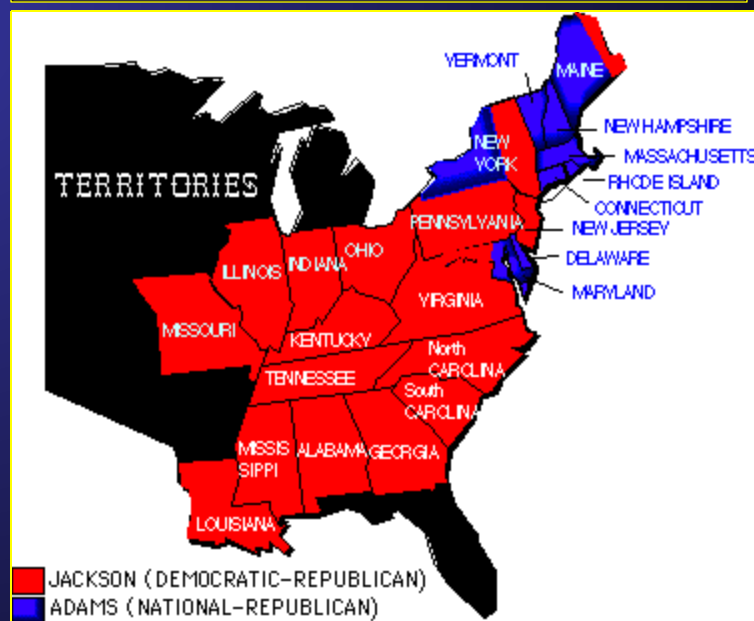 VERMONT
MAINE
NEW HAMPSHIRE
NEW
YORK
MASSACHUSETTS
RHODE ISLAND
CONNECTICUT
TERRITORIES
PENNSYLVANIA
NEW JERSEY
OHIO
INDIANA
ILLINOIS
DELAWARE
MARYLAND
VIRGINIA
MISSOURI
KENTUCKY
North
CAROLINA
TENNESSEE
South
CAROLINA
MISSIS
SIPPI
ALABAMA
GEORGIA
LOUISIANA
JACKSON (DEMOCRATIC-REPUBLICAN)
ADAMS (NATIONAL-REPUBLICAN)